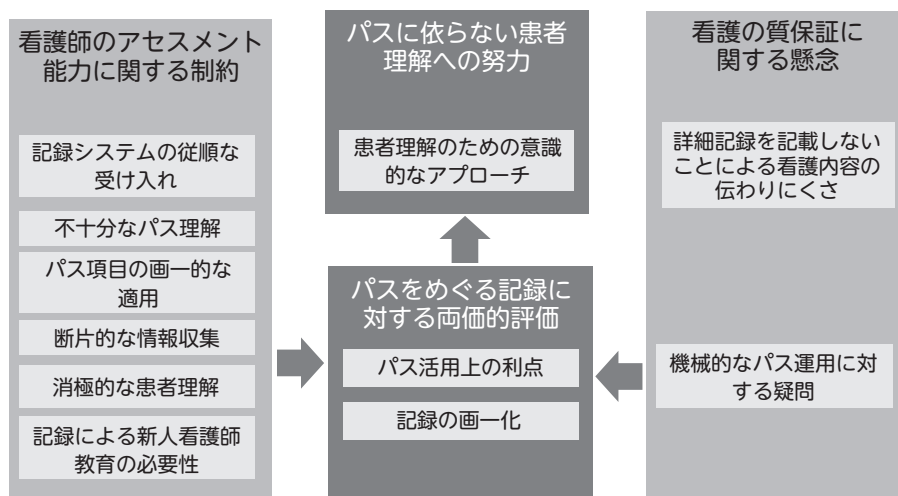 看護師のアセスメント
能力に関する制約
記録システムの従順な
受け入れ
不十分なパス理解
パス項目の画一的な
適用
断片的な情報収集
消極的な患者理解
記録による新人看護師
教育の必要性
パスに依らない患者
理解への努力
患者理解のための意識
的なアプローチ
パスをめぐる記録に
対する両価的評価
パス活用上の利点
記録の画一化
看護の質保証に
関する懸念
詳細記録を記載しない
ことによる看護内容の
伝わりにくさ
機械的なパス運用に対
する疑問